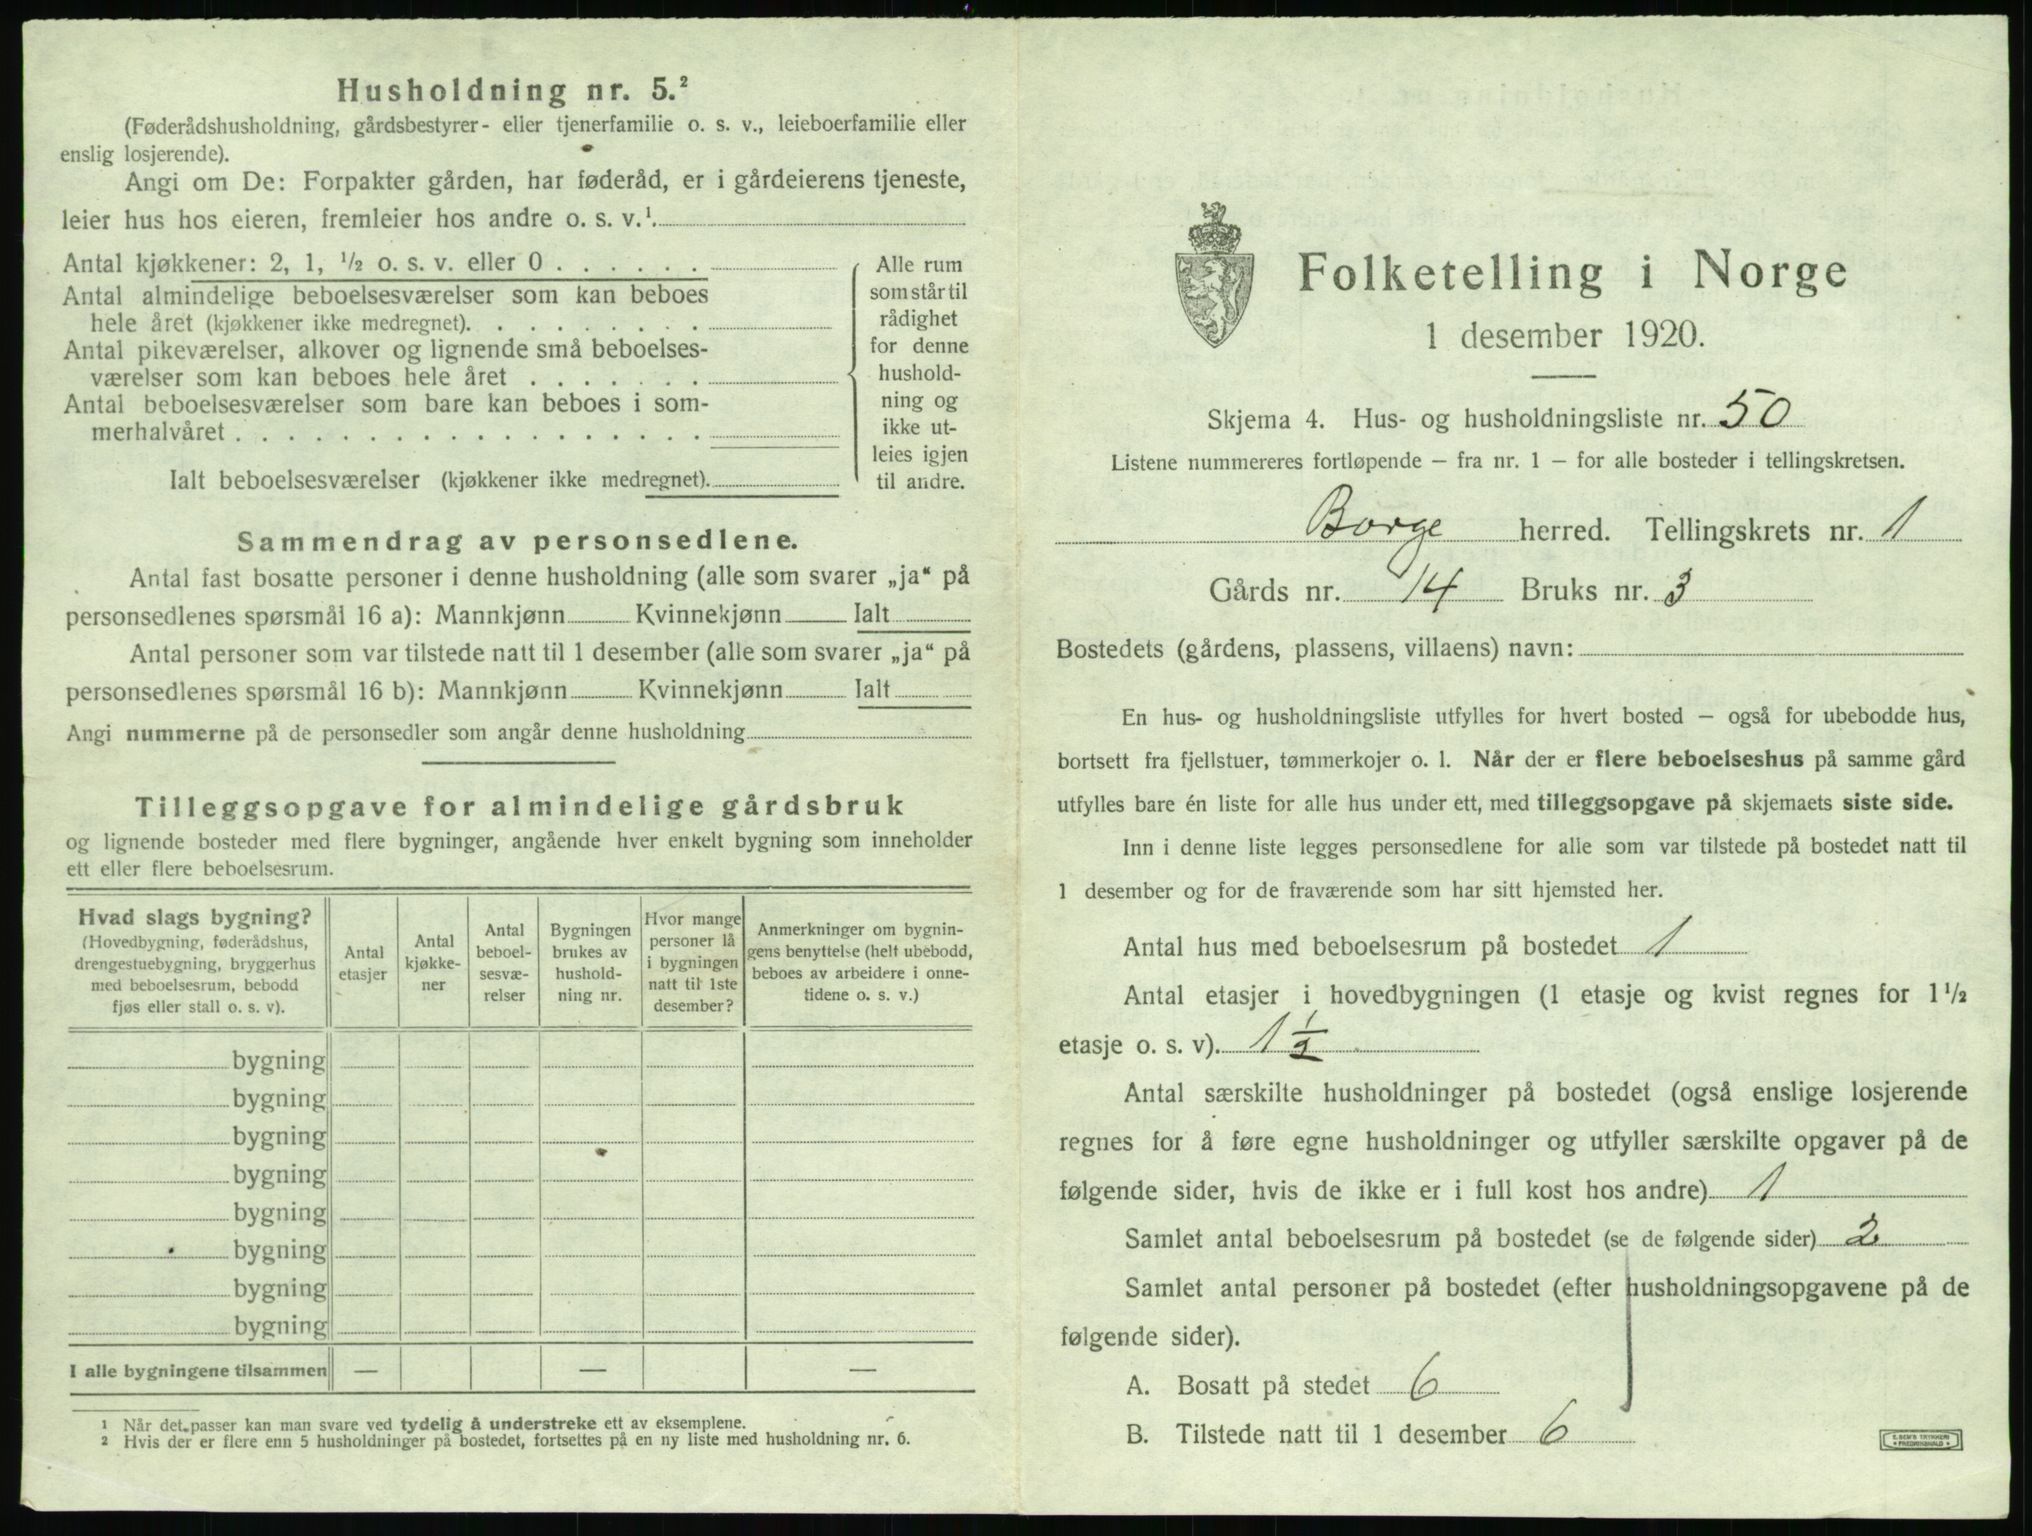 Husholdning nr. 5.²
(Føderådshusholdning, gårdsbestyrer- eller tjenerfamilie o. s. v., leieboerfamilie eller
enslig losjerende).
Angi om De: Forpakter gården, har føderåd, er i gårdeierens tjeneste,
leier hus hos eieren, fremleier hos andre o. s. v.¹
Antal kjøkkener: 2, 1, ½ o. s. v. eller 0 . . . . . .
Antal almindelige beboelsesværelser som kan beboes
hele året (kjøkkener ikke medregnet). . . . . . . . .
Antal pikeværelser, alkover og lignende små beboelses-
værelser som kan beboes hele året . . . . . . .
Antal beboelsesværelser som bare kan beboes i som-
merhalvåret . . . . . . . . . . . . . . . . . .
Ialt beboelsesværelser (kjøkkener ikke medregnet).
Alle rum
som står til
rådighet
for denne
hushold-
ning og
ikke ut-
leies igjen
til andre.
Sammendrag av personsedlene.
Antal fast bosatte personer i denne husholdning (alle som svarer „ja“ på
personsedlenes spørsmål 16 a): Mannkjønn Kvinnekjønn Ialt
Antal personer som var tilstede natt til 1 desember (alle som svarer „ja“ på
personsedlenes spørsmål 16 b): Mannkjønn Kvinnekjønn Ialt
Angi nummerne på de personsedler som angår denne husholdning
Tilleggsopgave for almindelige gårdsbruk
og lignende bosteder med flere bygninger, angående hver enkelt bygning som inneholder
ett eller flere beboelsesrum.
Hvad slags bygning?
(Hovedbygning, føderådshus,
drengestuebygning, bryggerhus
med beboelsesrum, bebodd
fjøs eller stall o. s. v).
Antal
etasjer
Antal
kjøkke-
ner
Antal
beboel-
sesvæ-
relser
Bygningen
brukes av
hushold-
ning nr.
Hvor mange
personer lå
i bygningen
natt til 1ste
desember?
Anmerkninger om bygnin-
gens benyttelse (helt ubebodd,
beboes av arbeidere i onne-
tidene o. s. v.)
bygning
bygning
bygning
bygning
bygning
bygning
bygning
bygning
I alle bygningene tilsammen — — —
1 Når det passer kan man svare ved tydelig å understreke ett av eksemplene.
2 Hvis der er flere enn 5 husholdninger på bostedet, fortsettes på en ny liste med husholdning nr. 6.
Folketelling i Norge
1 desember 1920.
Skjema 4. Hus- og husholdningsliste nr. 50
Listene nummereres fortløpende – fra nr. 1 – for alle bosteder i tellingskretsen.
Borge herred. Tellingskrets nr. 1
Gårds nr. 14 Bruks nr. 3
Bostedets (gårdens, plassens, villaens) navn:
En hus- og husholdningsliste utfylles for hvert bosted – også for ubebodde hus,
bortsett fra fjellstuer, tømmerkojer o. l. Når der er flere beboelseshus på samme gård
utfylles bare én liste for alle hus under ett, med tilleggsopgave på skjemaets siste side.
Inn i denne liste legges personsedlene for alle som var tilstede på bostedet natt til
1 desember og for de fraværende som har sitt hjemsted her.
Antal hus med beboelsesrum på bostedet 1
Antal etasjer i hovedbygningen (1 etasje og kvist regnes for 1½
etasje o. s. v). 1 ½
Antal særskilte husholdninger på bostedet (også enslige losjerende
regnes for å føre egne husholdninger og utfyller særskilte opgaver på de
følgende sider, hvis de ikke er i full kost hos andre) 1
Samlet antal beboelsesrum på bostedet (se de følgende sider) 2
Samlet antal personer på bostedet (efter husholdningsopgavene på de
følgende sider).
A. Bosatt på stedet 6
B. Tilstede natt til 1 desember 6
E. SEM'S TRYKKERI
FREDRIKSHALD